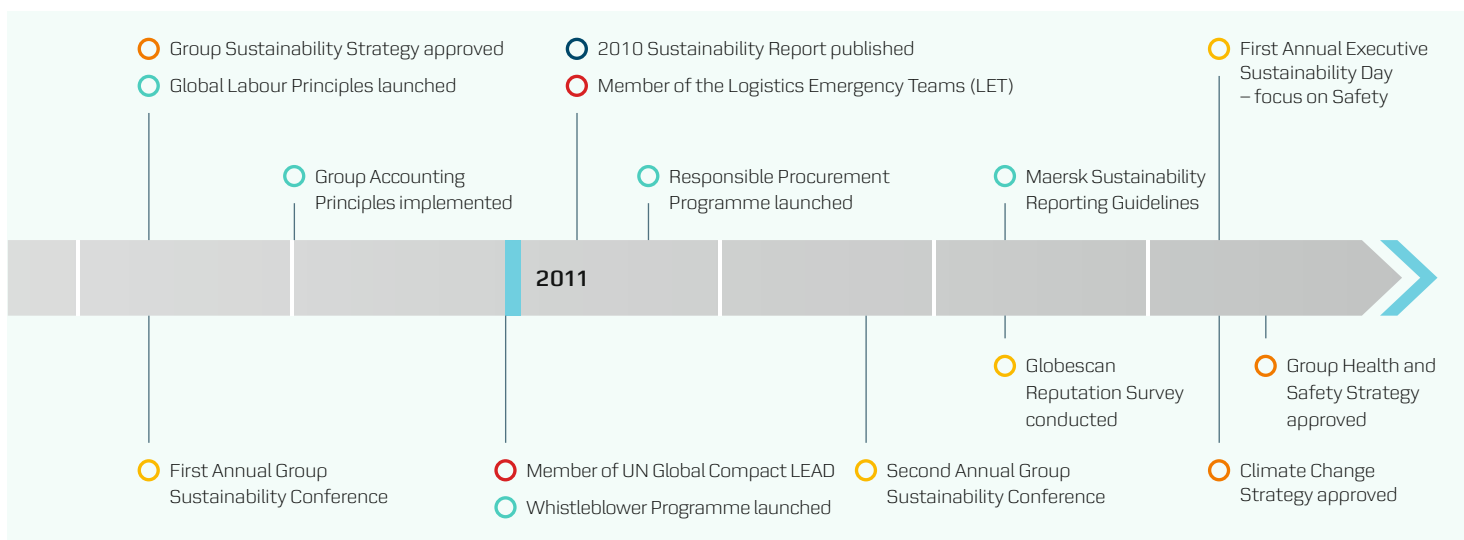 Group Sustainability Strategy approved
Global Labour Principles launched
2010 Sustainability Report published
Member of the Logistics Emergency Teams (LET)
First Annual Executive
Sustainability Day
– focus on Safety
Group Accounting
Principles implemented
Responsible Procurement
Programme launched
Maersk Sustainability
Reporting Guidelines
2011
Globescan
Reputation Survey
conducted
Group Health and
Safety Strategy
approved
First Annual Group
Sustainability Conference
Member of UN Global Compact LEAD
Whistleblower Programme launched
Second Annual Group
Sustainability Conference
Climate Change
Strategy approved